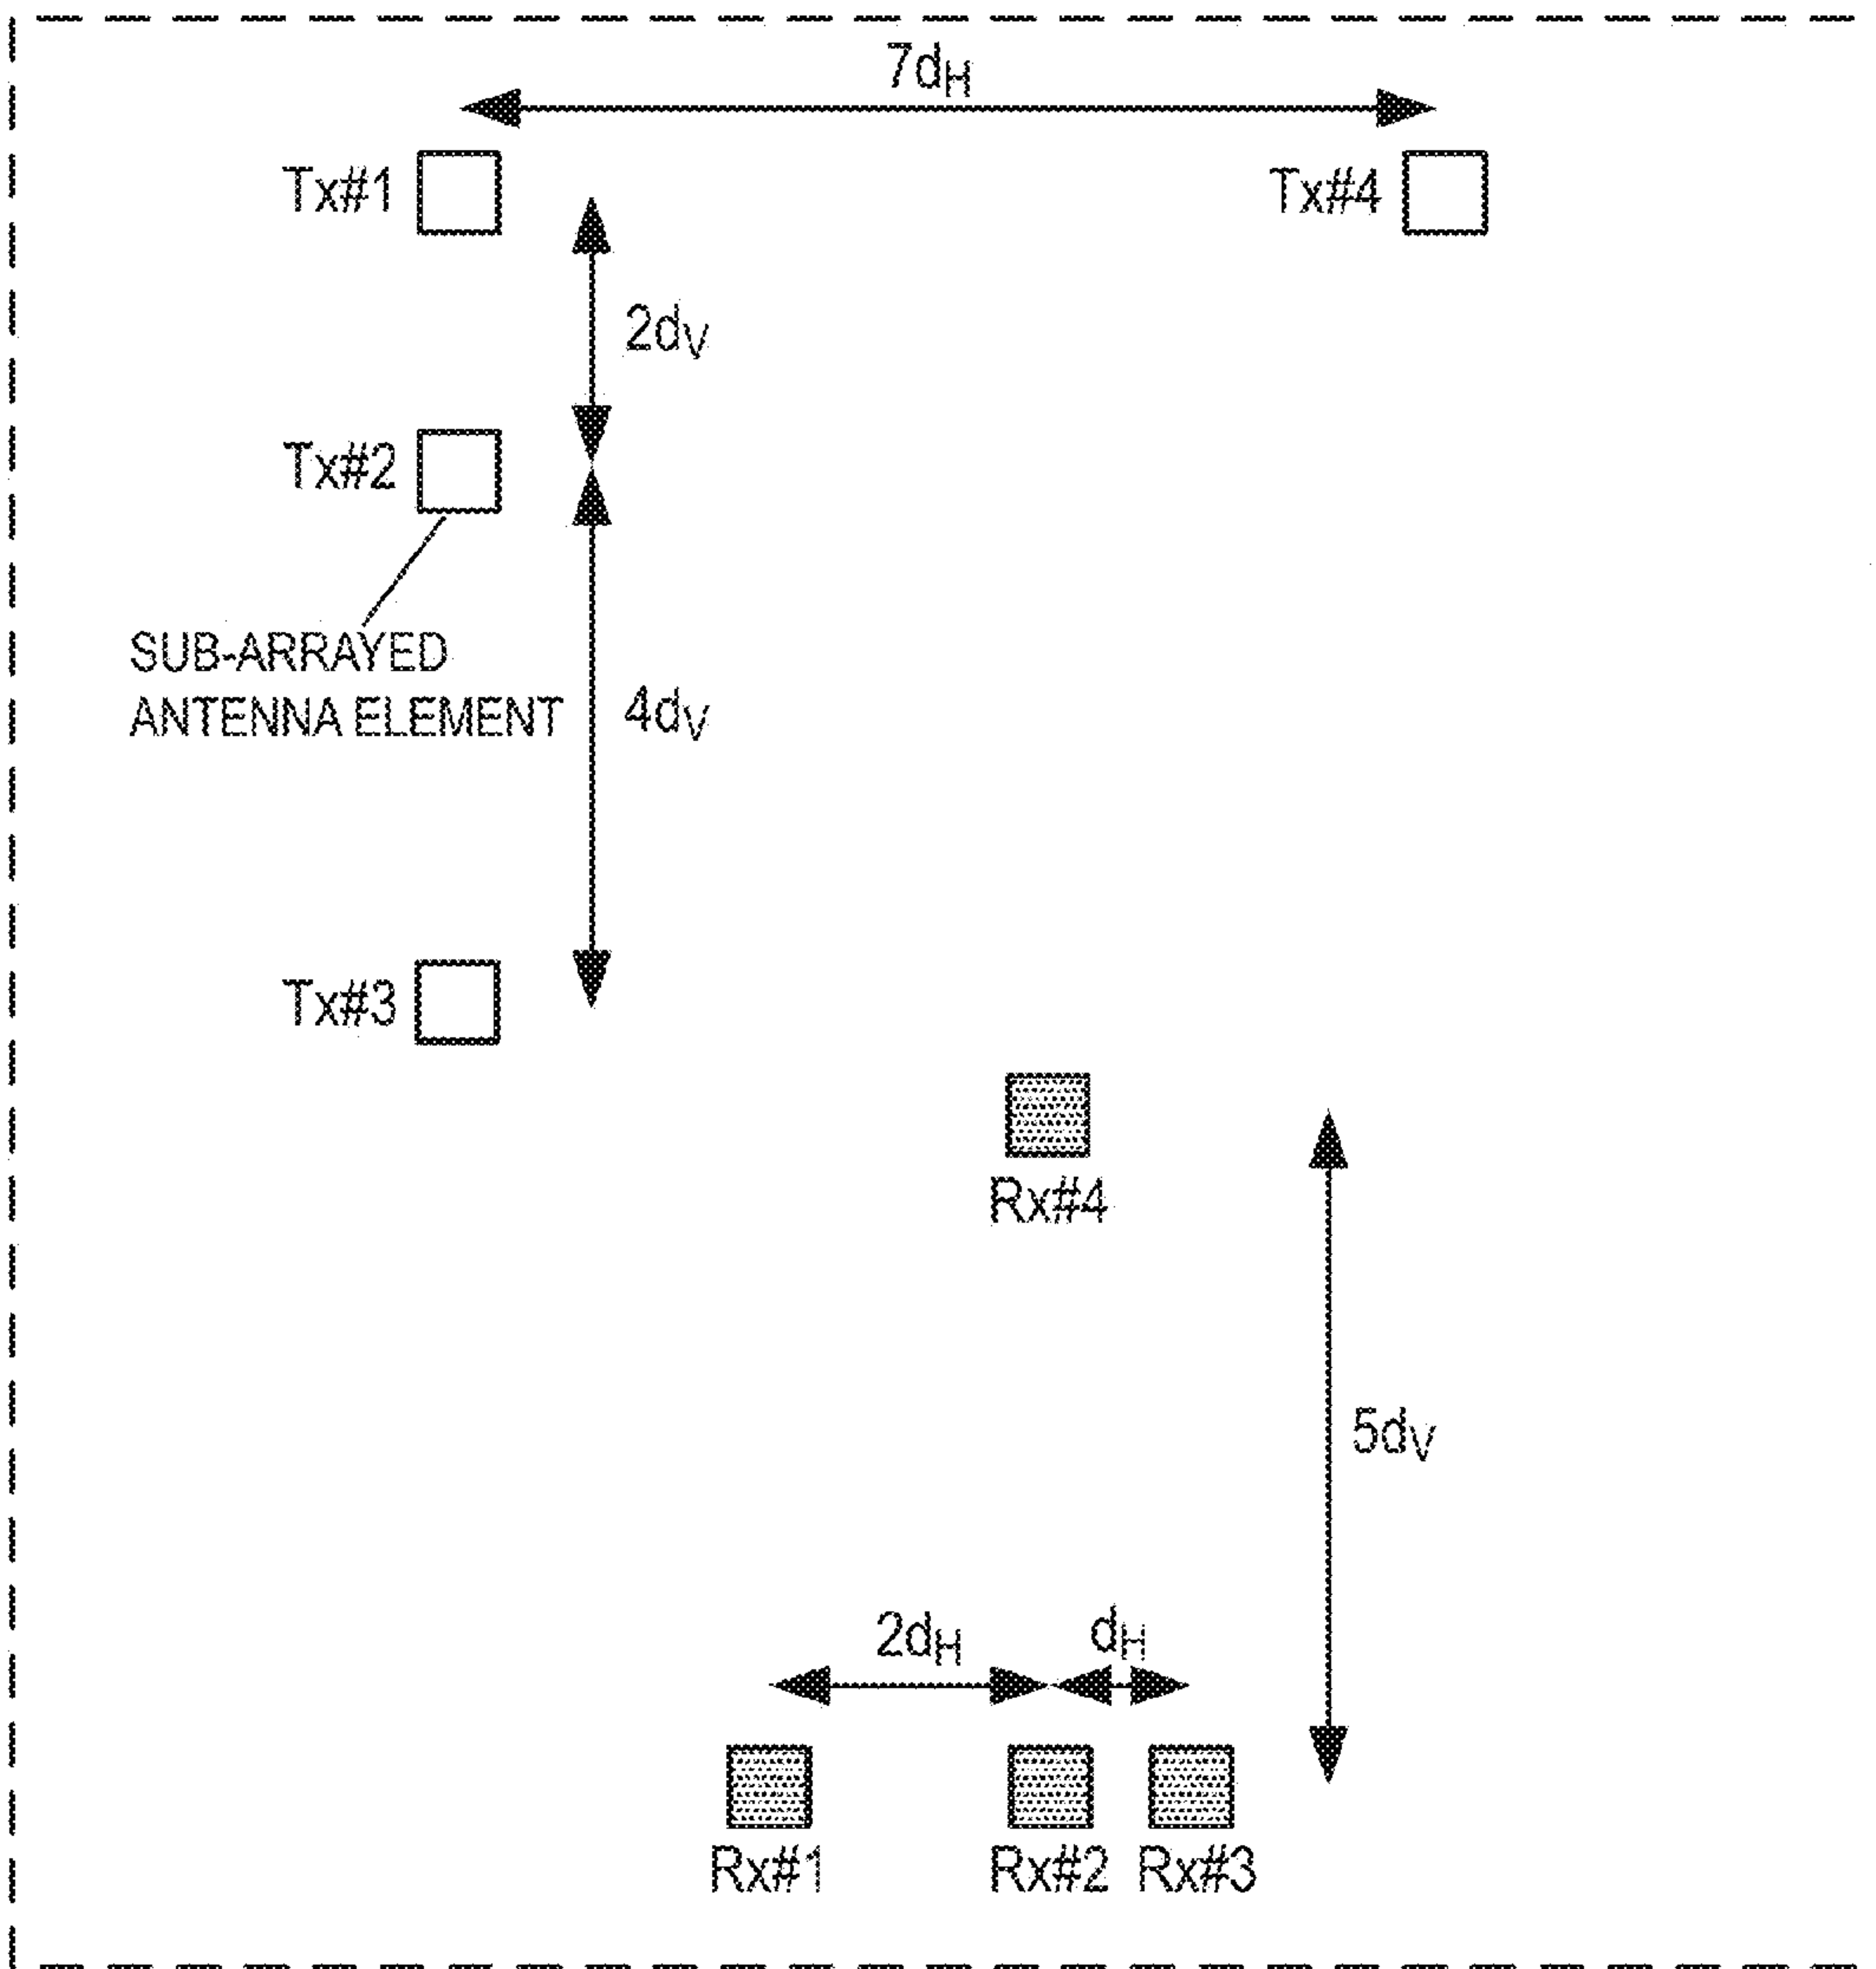 7dH
Tx#1
Tx#4
2dV
Tx#2
SUB-ARRAYED
ANTENNA ELEMENT
4dV
Tx#3
Rx#4
5dV
2dH
dH
Rx#1
Rx#2
Rx#3